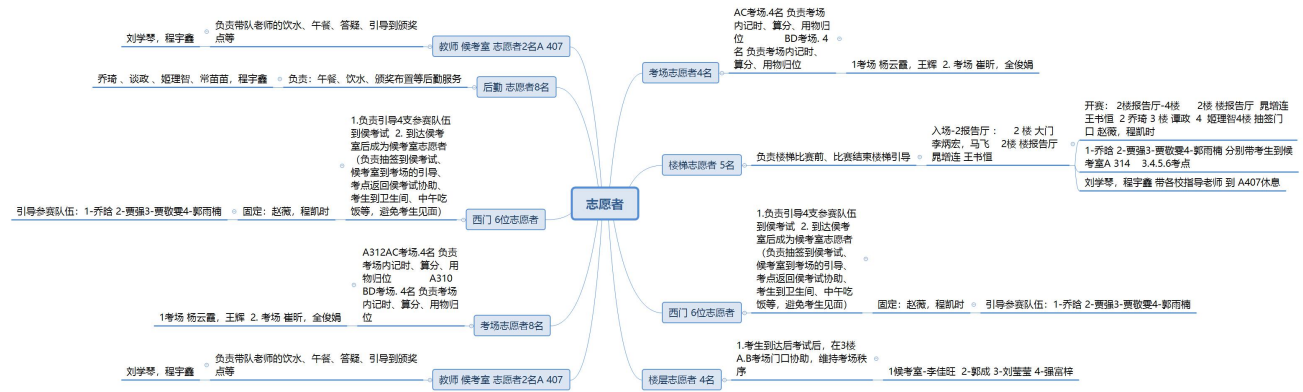 负责带队老师的饮水、午餐、答疑、引导到颁奖
点等
刘学琴，程宇鑫
教师 候考室 志愿者2名A 407
乔琦 、谈政 、姬理智、常苗苗，程宇鑫
负责：午餐、饮水、颁奖布置等后勤服务
后勤 志愿者8名
1.负责引导4支参赛队伍
到侯考试 2. 到达侯考
室后成为候考室志愿者
（负责抽签到侯考试、
候考室到考场的引导、
考点返回侯考试协助、
考生到卫生间、中午吃
饭等，避免考生见面）
引导参赛队伍：1-乔晗 2-贾强3-贾敬雯4-郭雨楠
固定：赵薇，程凯时
西门 6位志愿者
A312AC考场.4名 负责
考场内记时、算分、用
物归位 A310
BD考场. 4名 负责考场
内记时、算分、用物归
位
1考场 杨云霞，王辉 2. 考场 崔昕，全俊娟
考场志愿者8名
负责带队老师的饮水、午餐、答疑、引导到颁奖
点等
刘学琴，程宇鑫
教师 候考室 志愿者2名A 407
志愿者
AC考场.4名 负责考场
内记时、算分、用物归
位 BD考场. 4
名 负责考场内记时、
算分、用物归位
考场志愿者4名
1考场 杨云霞，王辉 2. 考场 崔昕，全俊娟
楼梯志愿者 5名
负责楼梯比赛前、比赛结束楼梯引导
入场-2报告厅 ： 2 楼 大门
李炳宏，马飞 2楼 楼报告厅
晁增连 王书恒
开赛： 2楼报告厅-4楼 2楼 楼报告厅 晁增连
王书恒 2 乔琦 3 楼 谭政 4 姬理智4楼 抽签门
口 赵薇，程凯时
1-乔晗 2-贾强3-贾敬雯4-郭雨楠 分别带考生到候
考室A 314 3.4.5.6考点
刘学琴，程宇鑫 带各校指导老师 到 A407休息
1.负责引导4支参赛队伍
到侯考试 2. 到达侯考
室后成为候考室志愿者
（负责抽签到侯考试、
候考室到考场的引导、
考点返回侯考试协助、
考生到卫生间、中午吃
饭等，避免考生见面）
西门 6位志愿者
固定：赵薇，程凯时
引导参赛队伍：1-乔晗 2-贾强3-贾敬雯4-郭雨楠
1.考生到达后考试后，在3楼
A.B考场门口协助，维持考场秩
序
楼层志愿者 4名
1候考室-李佳旺 2-郭成 3-刘莹莹 4-强富梓